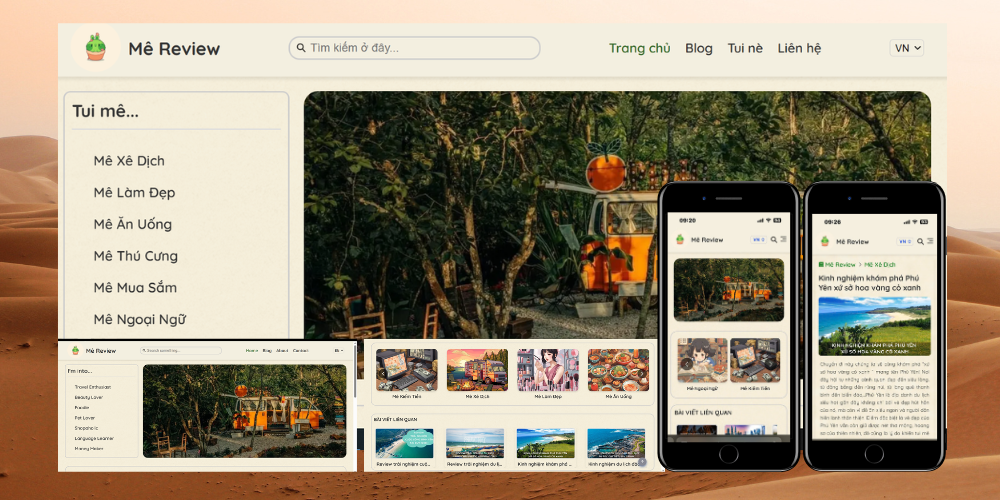 Mê Review
Tìm kiếm ở đây...
Trang chủ Blog Tui nè Liên hệ
VN
Tui mê...
Mê Xê Dịch
Mê Làm Đẹp
Mê Ăn Uống
Mê Thú Cưng
Mê Mua Sắm
Mê Ngoại Ngữ
Mê Review
Home Blog About Contact
I'm into...
Travel Enthusiast
Beauty Lover
Foodie
Pet Lover
Shopaholic
Language Learner
Money Maker
Mê Kiếm Tiền
Mê Xê Dịch
Mê Làm Đẹp
Mê Ăn Uống
BÀI VIẾT LIÊN QUAN
Review trải nghiệm cuộ...
Review trải nghiệm du lị...
Kinh nghiệm khám phá ...
Kinh nghiệm du lịch
09:20
Mê Review
VN
Mê Ngoại Ngữ
Mê Kiếm Tiền
BÀI VIẾT LIÊN QUAN
09:20
Mê Review
VN
Mê Review > Mê Xê Dịch
Kinh nghiệm khám phá Phú
Yên xứ sở hoa vàng cỏ xanh
KINH NGHIỆM KHÁM PHÁ PHÚ YÊN
XỨ SỞ HOA VÀNG CỎ XANH